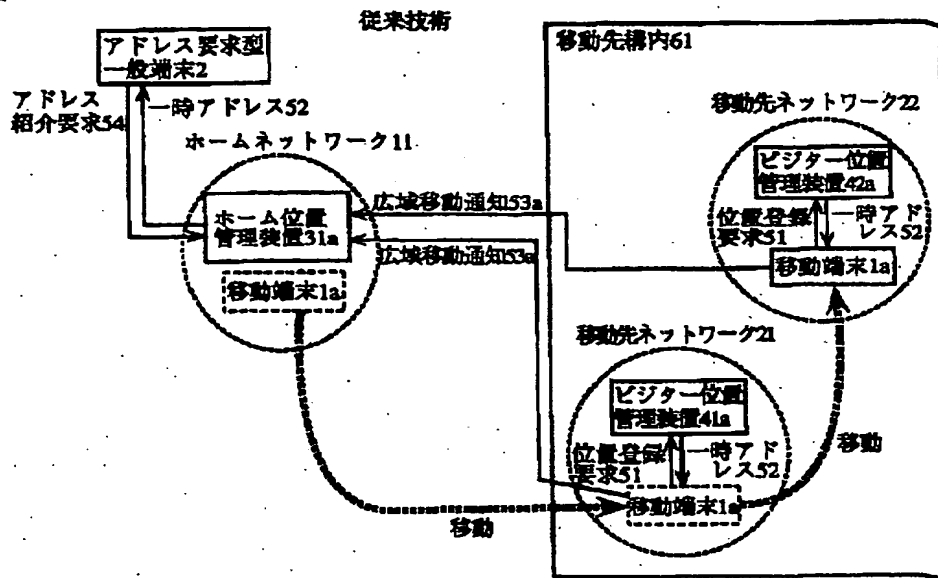 従来技術
アドレス要求型
一般端末2
アドレス
紹介要求54
一時アドレス52
ホームネットワーク11
ホーム位置
管理装置31a
移動端末1a
広域移動通知53a
広域移動通知53a
移動
移動先構内61
移動先ネットワーク22
ビジター位置
管理装置42a
位置登録
要求51
一時アド
レス52
移動端末1a
移動先ネットワーク21
ビジター位置
管理装置41a
位置登録
要求51
一時アド
レス52
移動端末1a
移動